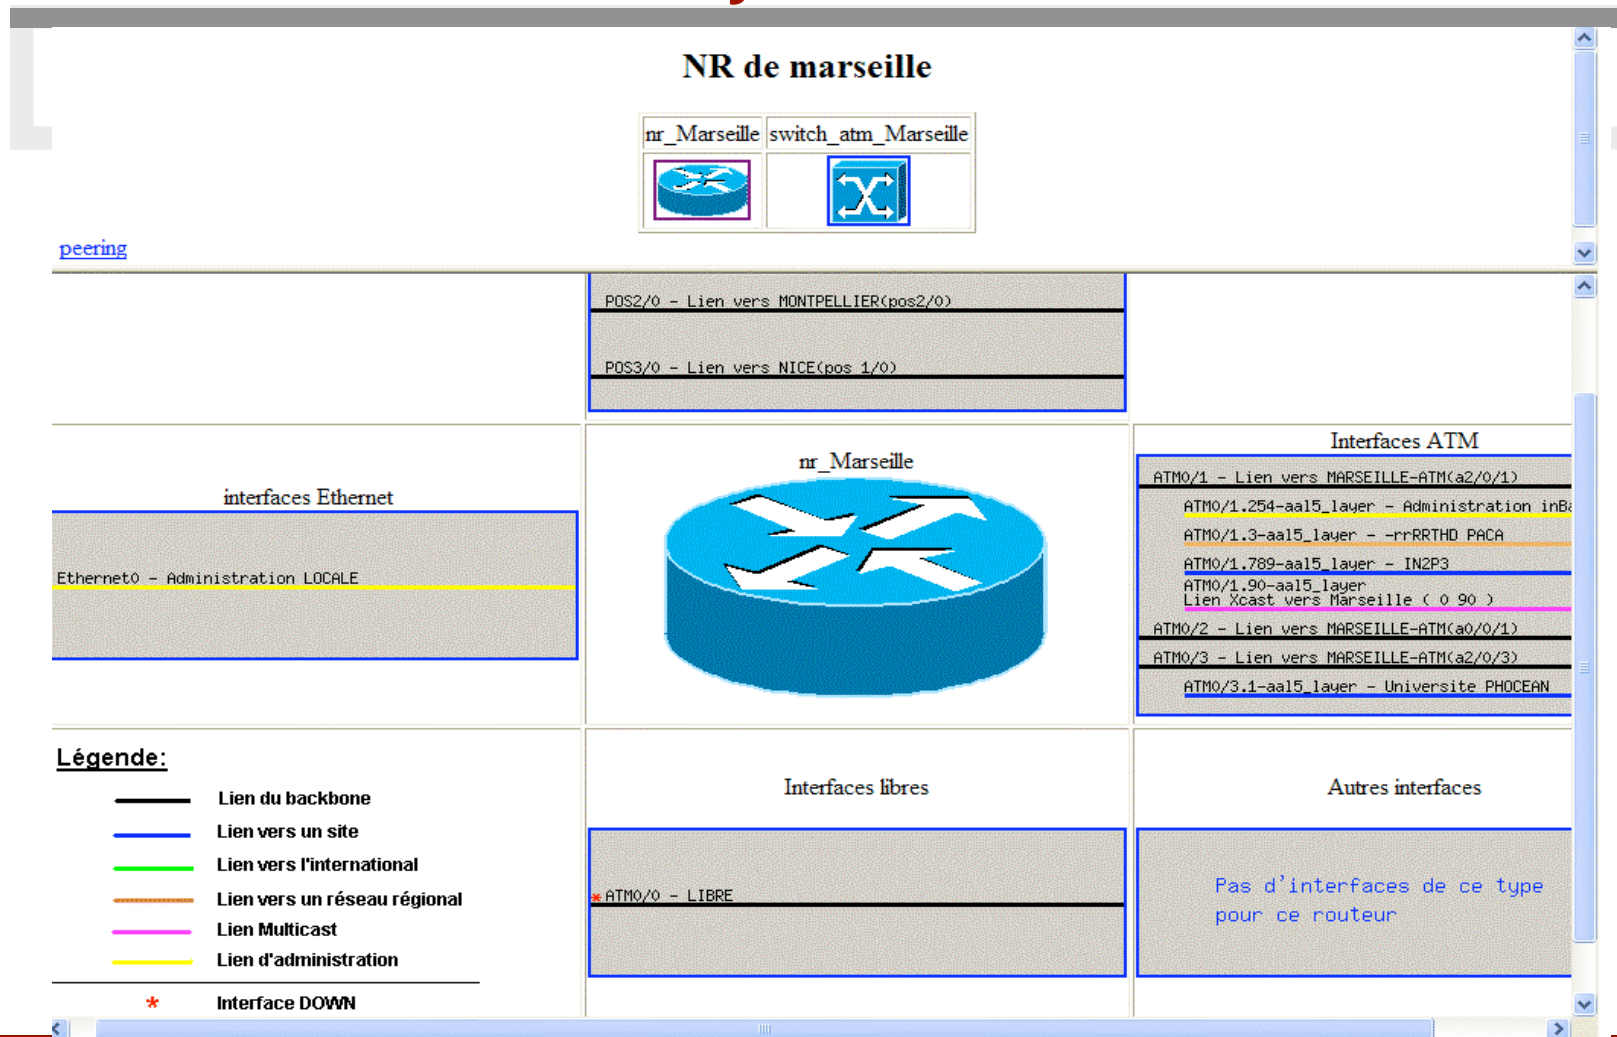 NR de marseille
nr_Marseille switch_atm_Marseille
peering
POS2/0 - Lien vers MONTPELLIER(pos2/0)
POS3/0 - Lien vers NICE(pos 1/0)
interfaces Ethernet
Ethernet0 - Administration LOCALE
nr_Marseille
Interfaces ATM
ATM0/1 - Lien vers MARSEILLE-ATM(a2/0/1)
ATM0/1.254-aal5_layer - Administration inBa
ATM0/1.3-aal5_layer - -rrRRTHD PACA
ATM0/1.789-aal5_layer - IN2P3
ATM0/1.90-aal5_layer
Lien Xcast vers Marseille ( 0 90 )
ATM0/2 - Lien vers MARSEILLE-ATM(a0/0/1)
ATM0/3 - Lien vers MARSEILLE-ATM(a2/0/3)
ATM0/3.1-aal5_layer - Universite PHOCEAN
Légende:
Lien du backbone
Lien vers un site
Lien vers l'international
Lien vers un réseau régional
Lien Multicast
Lien d'administration
* Interface DOWN
Interfaces libres
* ATM0/0 - LIBRE
Autres interfaces
Pas d'interfaces de ce type
pour ce routeur